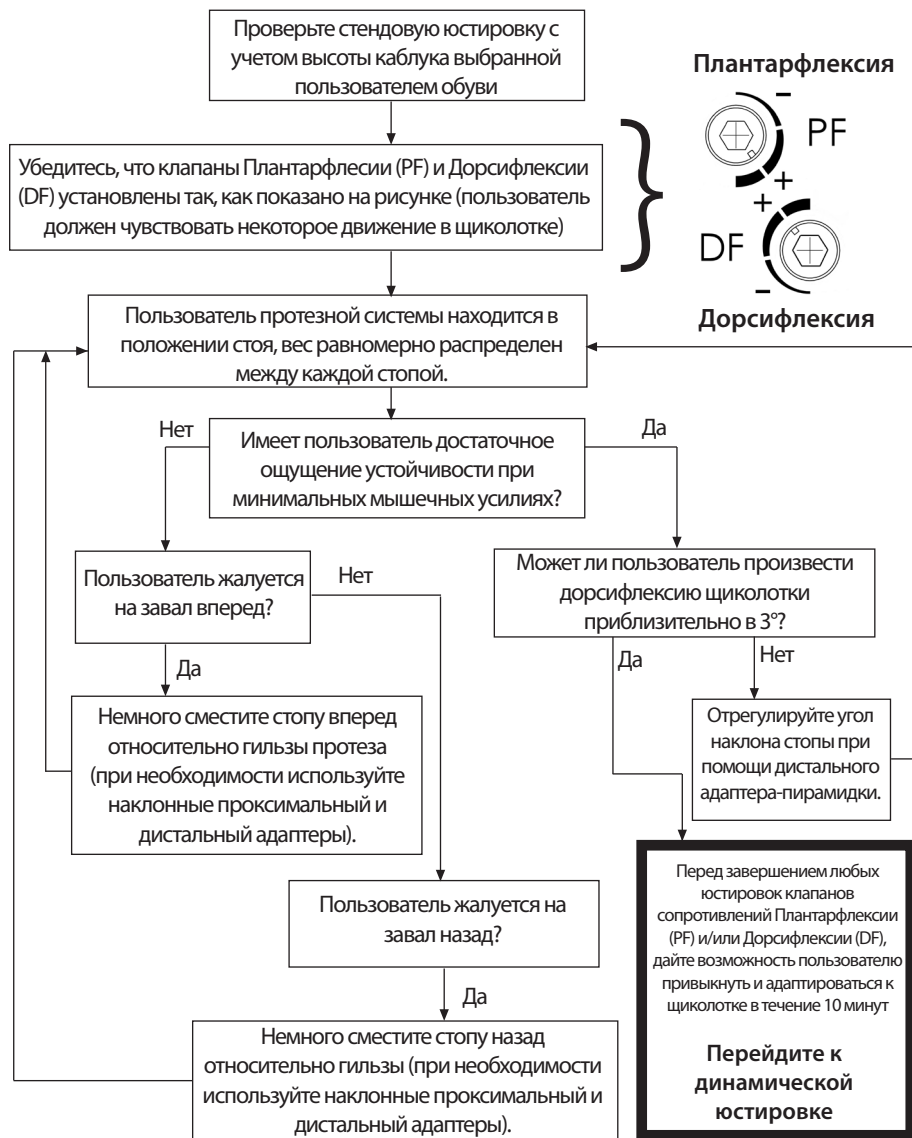 Проверьте стендовую юстировку с
учетом высоты каблука выбранной
пользователем обуви
Плантарфлексия
−
PF
+
+
DF
−
Дорсифлексия
Убедитесь, что клапаны Плантарфлесии (PF) и Дорсифлексии
(DF) установлены так, как показано на рисунке (пользователь
должен чувствовать некоторое движение в щиколотке)
Пользователь протезной системы находится в
положении стоя, вес равномерно распределен
между каждой стопой.
Нет
Имеет пользователь достаточное
ощущение устойчивости при
минимальных мышечных усилиях?
Да
Пользователь жалуется
на завал вперед?
Нет
Может ли пользователь произвести
дорсифлексию щиколотки
приблизительно в 3°?
Да
Да
Нет
Немного сместите стопу вперед
относительно гильзы протеза
(при необходимости используйте
наклонные проксимальный и
дистальный адаптеры).
Отрегулируйте угол
наклона стопы при
помощи дистального
адаптера-пирамидки.
Пользователь жалуется на
завал назад?
Да
Немного сместите стопу назад
относительно гильзы (при необходимости
используйте наклонные проксимальный и
дистальный адаптеры).
Перед завершением любых
юстировок клапанов
сопротивлений Плантарфлексии
(PF) и/или Дорсифлексии (DF),
дайте возможность пользователю
привыкнуть и адаптироваться к
щиколотке в течение 10 минут
Перейдите к
динамической
юстировке